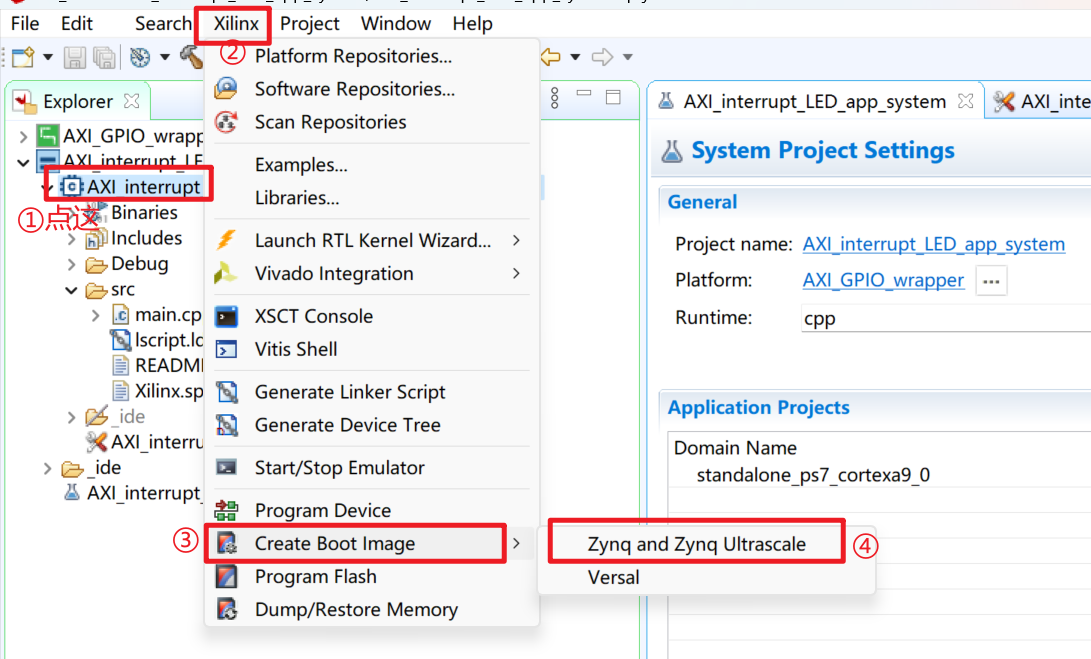 File Edit Search Xilinx Project Window Help
②
Platform Repositories...
Software Repositories...
Scan Repositories
Examples...
Libraries...
Launch RTL Kernel Wizard...
Vivado Integration
XSCT Console
Vitis Shell
Generate Linker Script
Generate Device Tree
Start/Stop Emulator
Program Device
③ Create Boot Image
Program Flash
Dump/Restore Memory
Zynq and Zynq Ultrascale ④
Versal
Explorer
AXI_GPIO_wrapp
AXI_interrupt_LE
AXI_interrupt
①点这
Binaries
Includes
Debug
src
main.cp
lscript.ld
READM
Xilinx.sp
_ide
AXI_interru
_ide
AXI_interrupt_
AXI_interrupt_LED_app_system
AXI_inte
System Project Settings
General
Project name: AXI_interrupt_LED_app_system
Platform: AXI_GPIO_wrapper ...
Runtime: cpp
Application Projects
Domain Name
standalone_ps7_cortexa9_0